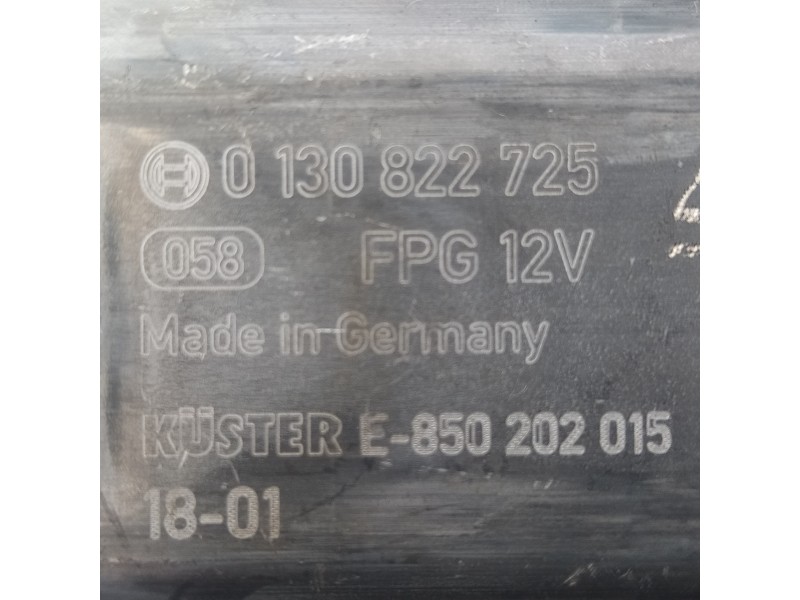 0 130 822 725
058 FPG 12V
Made in Germany
KÜSTER E-850 202 015
18-01